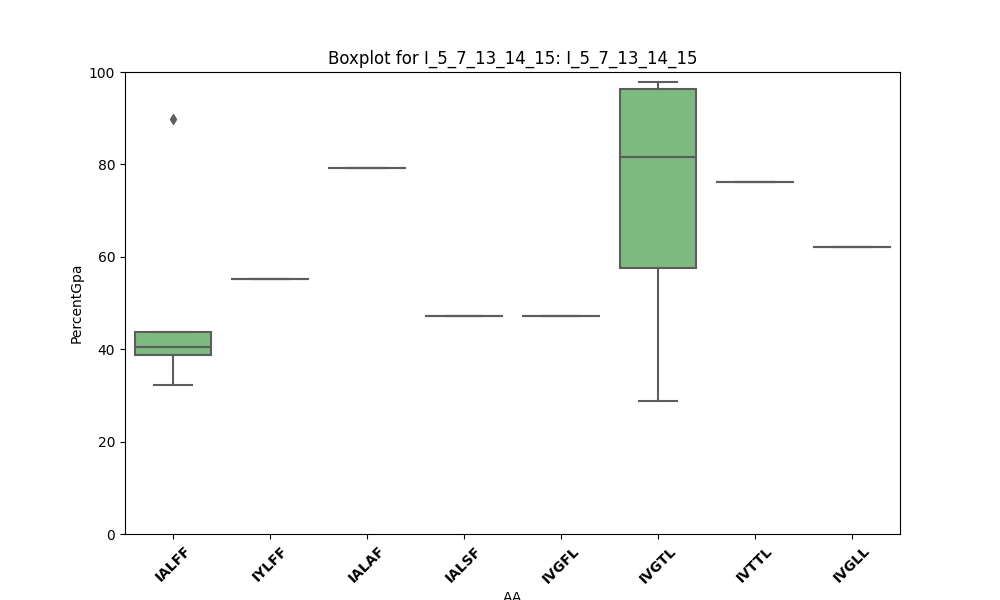 Boxplot for I_5_7_13_14_15: I_5_7_13_14_15
100
80
60
40
20
0
PercentGpa
IALFF
IYLFF
IALAF
IALSF
IVGFL
IVGTL
IVTTL
IVGLL
AA